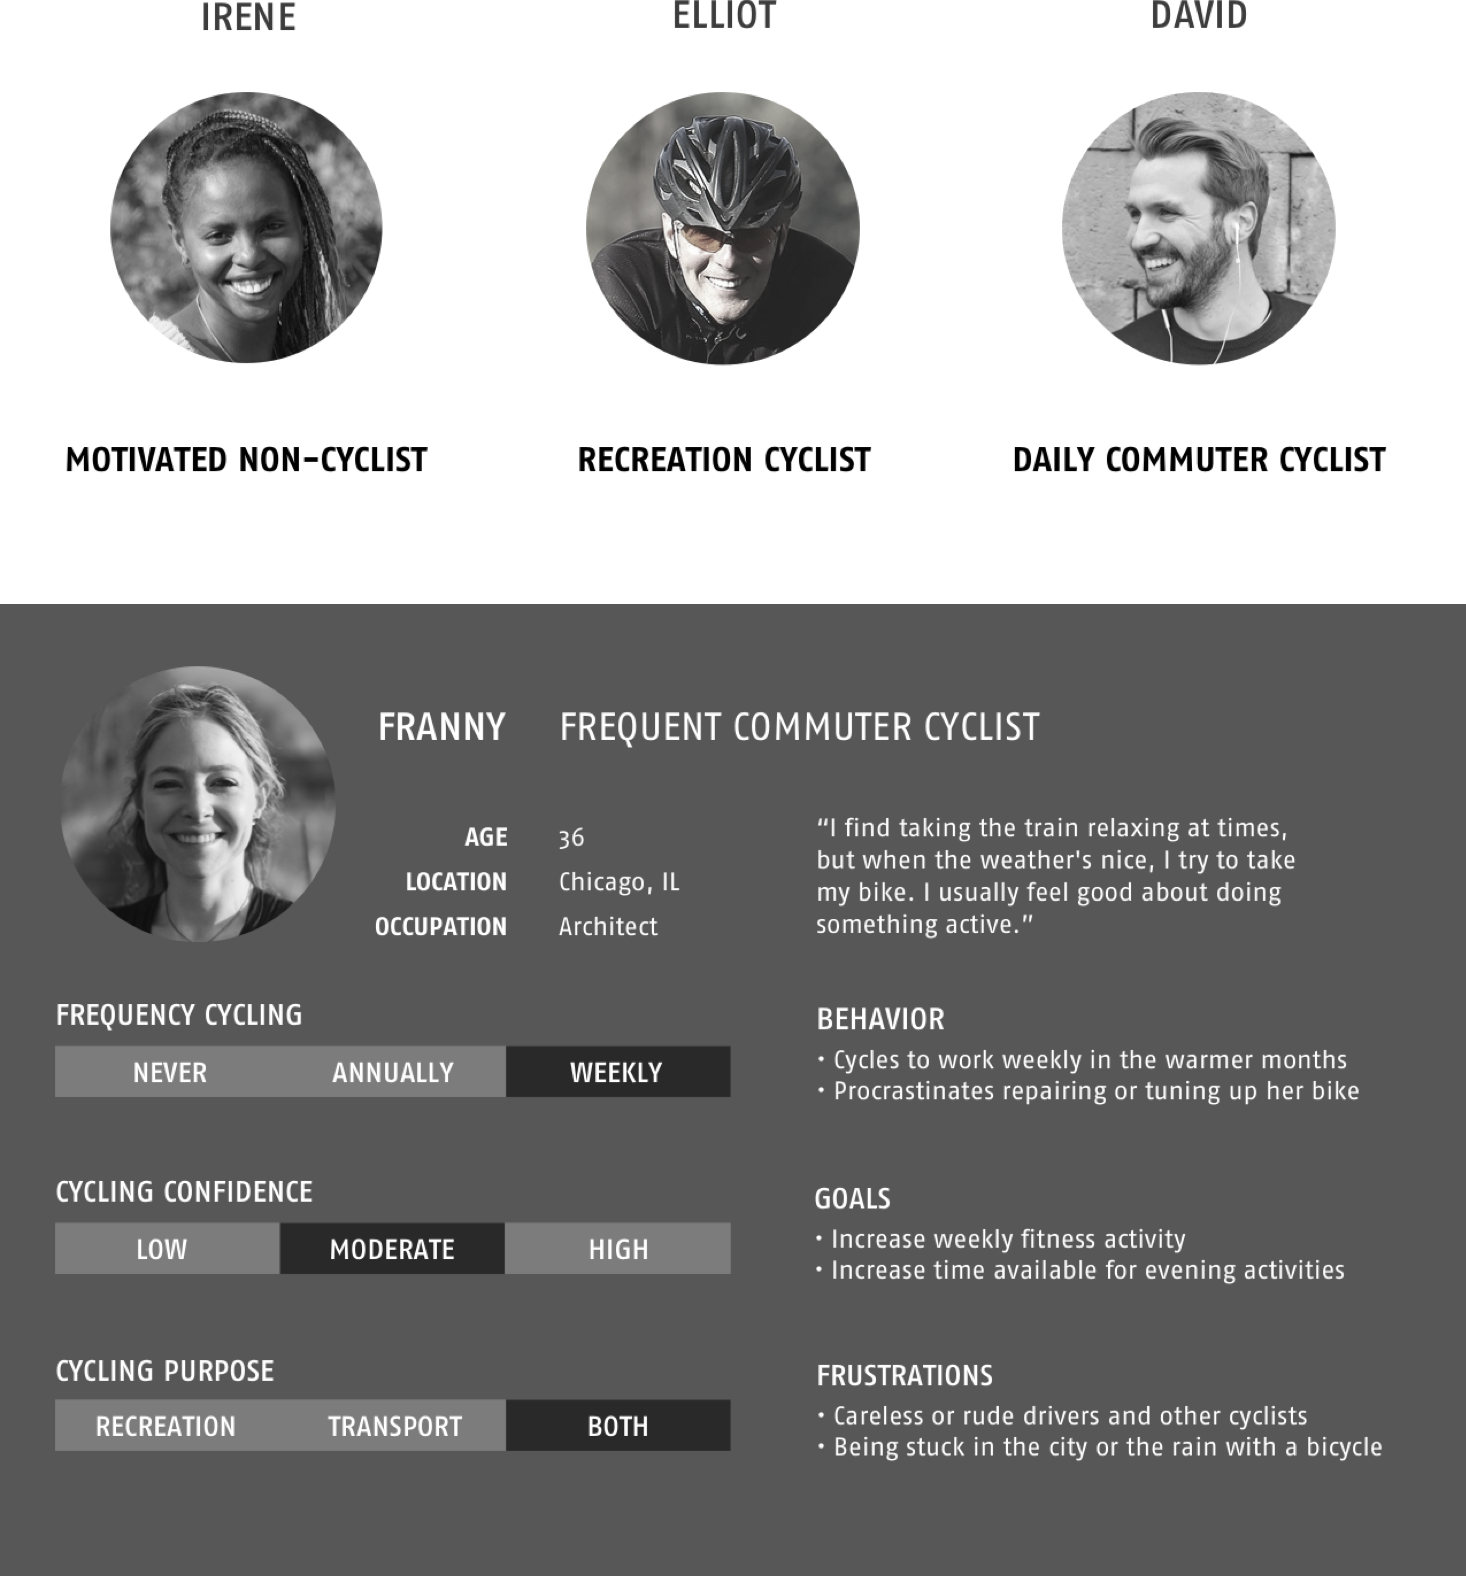 IRENE
ELLIOT
DAVID
MOTIVATED NON-CYCLIST
RECREATION CYCLIST
DAILY COMMUTER CYCLIST
FRANNY FREQUENT COMMUTER CYCLIST
AGE 36
LOCATION Chicago, IL
OCCUPATION Architect
“I find taking the train relaxing at times,
but when the weather's nice, I try to take
my bike. I usually feel good about doing
something active.”
FREQUENCY CYCLING
NEVER ANNUALLY WEEKLY
CYCLING CONFIDENCE
LOW MODERATE HIGH
CYCLING PURPOSE
RECREATION TRANSPORT BOTH
BEHAVIOR
• Cycles to work weekly in the warmer months
• Procrastinates repairing or tuning up her bike
GOALS
• Increase weekly fitness activity
• Increase time available for evening activities
FRUSTRATIONS
• Careless or rude drivers and other cyclists
• Being stuck in the city or the rain with a bicycle